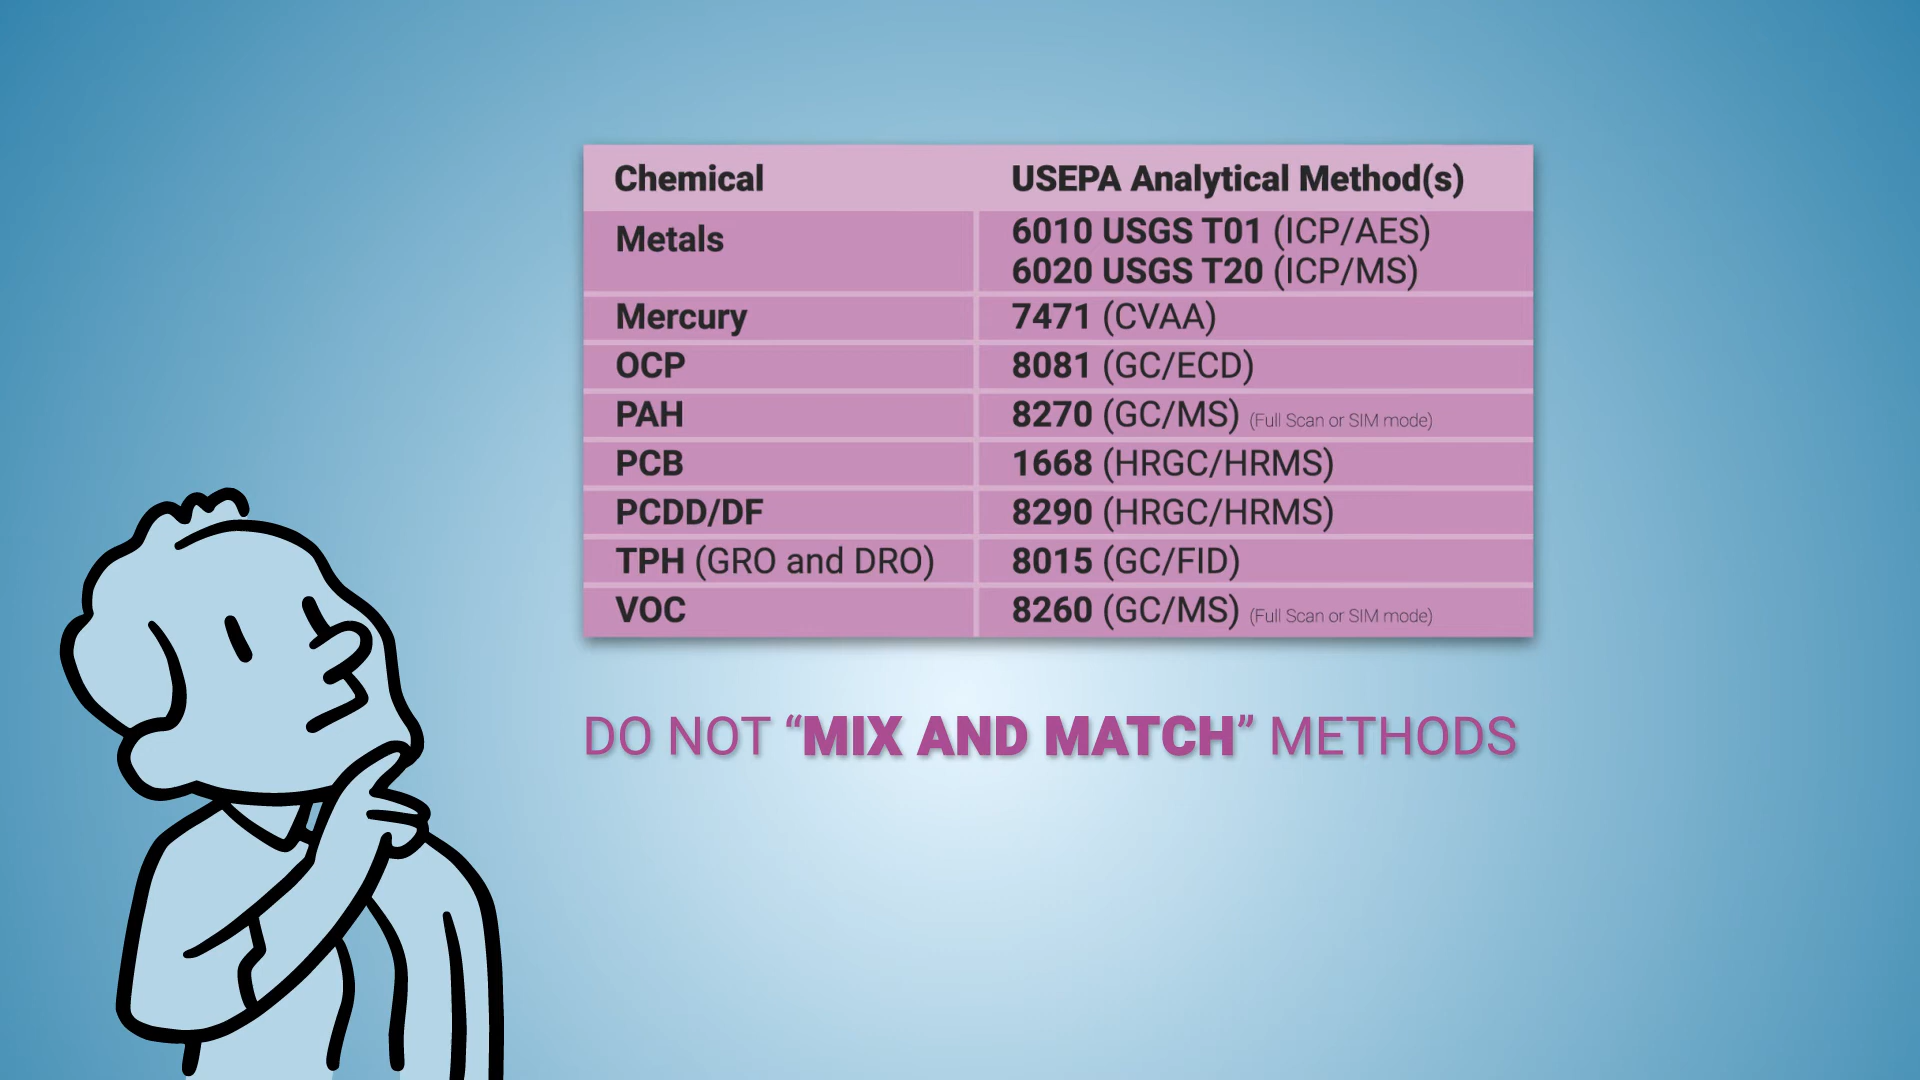 Chemical USEPA Analytical Method(s)
Metals 6010 USGS T01 (ICP/AES)
6020 USGS T20 (ICP/MS)
Mercury 7471 (CVAA)
OCP 8081 (GC/ECD)
PAH 8270 (GC/MS) (Full Scan or SIM mode)
PCB 1668 (HRGC/HRMS)
PCDD/DF 8290 (HRGC/HRMS)
TPH (GRO and DRO) 8015 (GC/FID)
VOC 8260 (GC/MS) (Full Scan or SIM mode)
DO NOT “MIX AND MATCH” METHODS